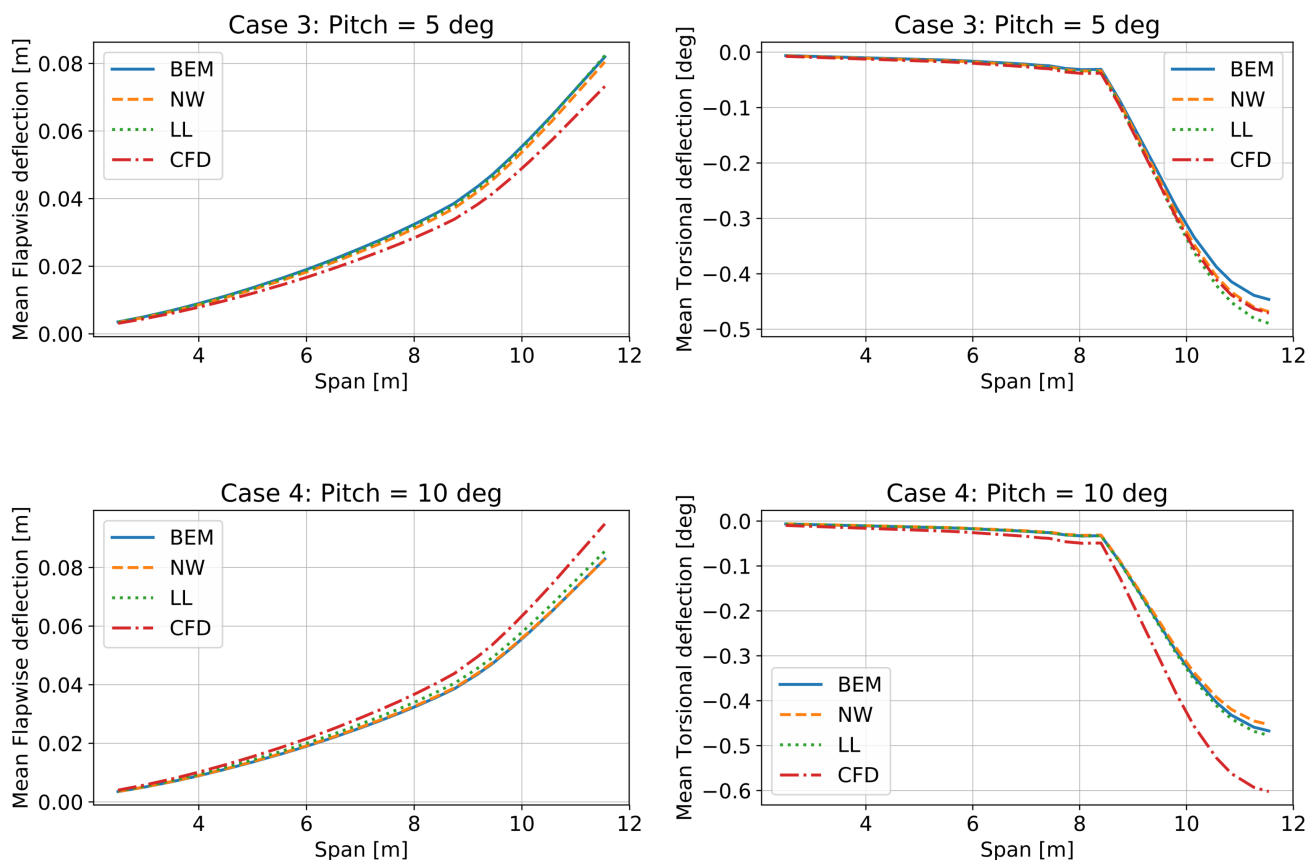 Case 3: Pitch = 5 deg
Mean Flapwise deflection [m]
0.08
0.06
0.04
0.02
0.00
BEM
NW
LL
CFD
4
6
8
10
12
Span [m]
Case 3: Pitch = 5 deg
Mean Torsional deflection [deg]
0.0
−0.1
−0.2
−0.3
−0.4
−0.5
BEM
NW
LL
CFD
4
6
8
10
12
Span [m]
Case 4: Pitch = 10 deg
Mean Flapwise deflection [m]
0.08
0.06
0.04
0.02
0.00
BEM
NW
LL
CFD
4
6
8
10
12
Span [m]
Case 4: Pitch = 10 deg
Mean Torsional deflection [deg]
0.0
−0.1
−0.2
−0.3
−0.4
−0.5
−0.6
BEM
NW
LL
CFD
4
6
8
10
12
Span [m]